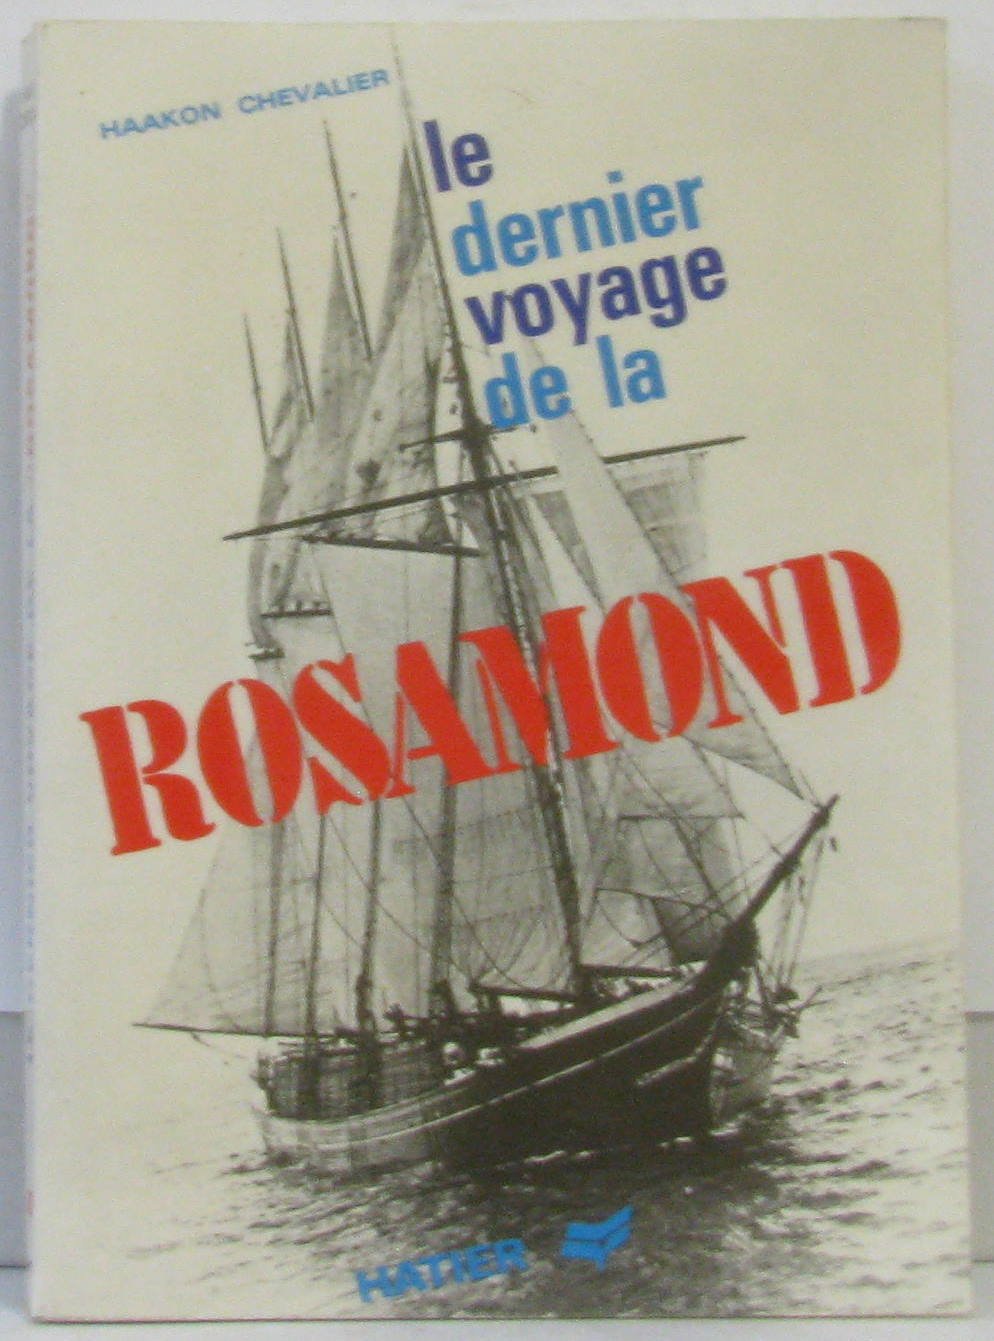 HAAKON CHEVALIER
le
dernier
voyage
de la
ROSAMOND
HATIER